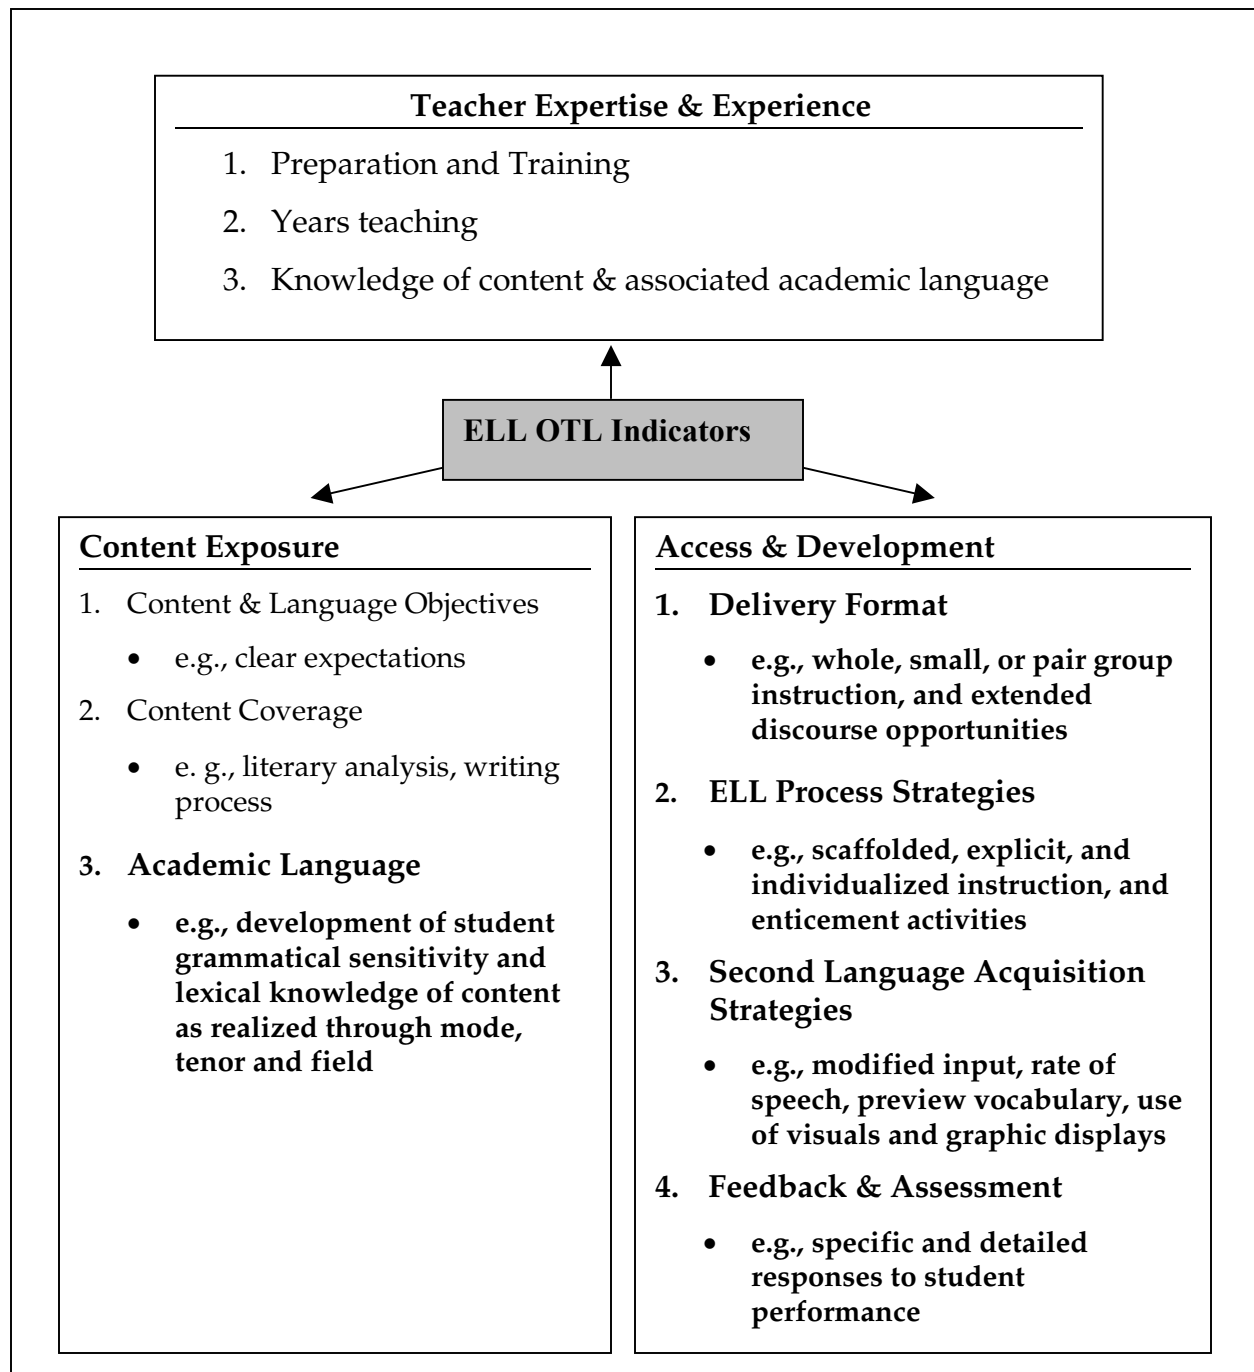 Teacher Expertise & Experience
1. Preparation and Training
2. Years teaching
3. Knowledge of content & associated academic language
ELL OTL Indicators
Content Exposure
1. Content & Language Objectives
• e.g., clear expectations
2. Content Coverage
• e. g., literary analysis, writing
process
3. Academic Language
• e.g., development of student
grammatical sensitivity and
lexical knowledge of content
as realized through mode,
tenor and field
Access & Development
1. Delivery Format
• e.g., whole, small, or pair group
instruction, and extended
discourse opportunities
2. ELL Process Strategies
• e.g., scaffolded, explicit, and
individualized instruction, and
enticement activities
3. Second Language Acquisition
Strategies
• e.g., modified input, rate of
speech, preview vocabulary, use
of visuals and graphic displays
4. Feedback & Assessment
• e.g., specific and detailed
responses to student
performance